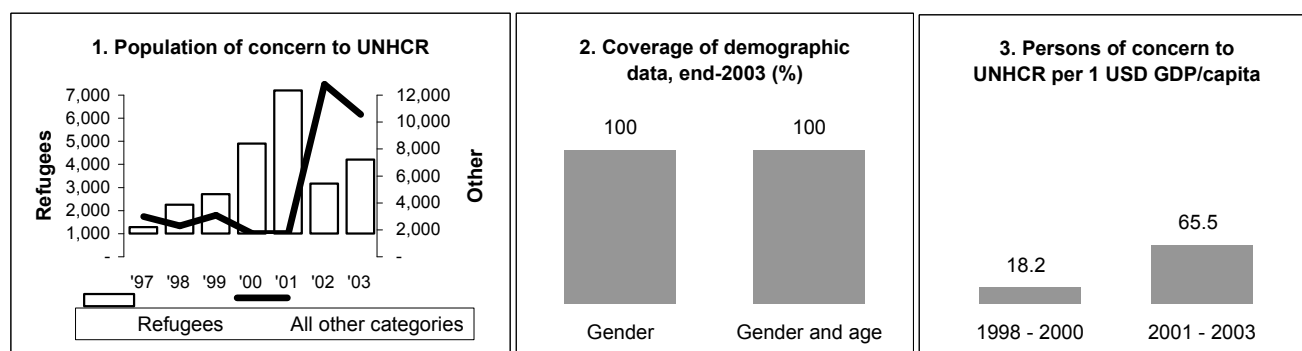 1. Population of concern to UNHCR
Refugees
7,000
6,000
5,000
4,000
3,000
2,000
1,000
-
12,000
10,000
8,000
6,000
4,000
2,000
-
Other
'97 '98 '99 '00 '01 '02 '03
Refugees All other categories
2. Coverage of demographic
data, end-2003 (%)
100 100
Gender Gender and age
3. Persons of concern to
UNHCR per 1 USD GDP/capita
18.2
65.5
1998 - 2000 2001 - 2003